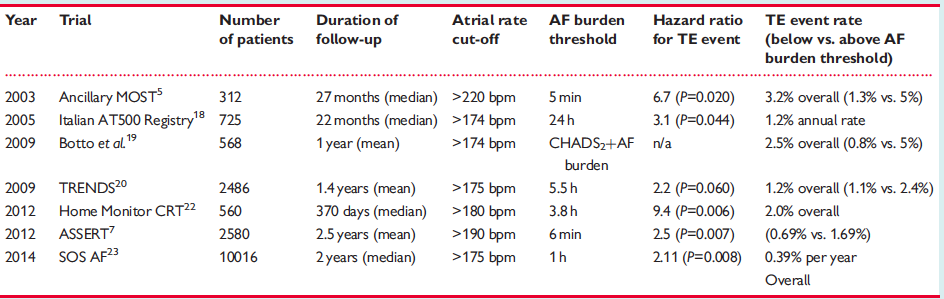 Year Trial Number of patients Duration of follow-up Atrial rate cut-off AF burden threshold Hazard ratio for TE event TE event rate (below vs. above AF burden threshold)
2003 Ancillary MOST5 312 27 months (median) >220 bpm 5 min 6.7 (P=0.020) 3.2% overall (1.3% vs. 5%)
2005 Italian AT500 Registry18 725 22 months (median) >174 bpm 24 h 3.1 (P=0.044) 1.2% annual rate
2009 Botto et al.19 568 1 year (mean) >174 bpm CHADS2+AF burden n/a 2.5% overall (0.8% vs. 5%)
2009 TRENDS20 2486 1.4 years (mean) >175 bpm 5.5 h 2.2 (P=0.060) 1.2% overall (1.1% vs. 2.4%)
2012 Home Monitor CRT22 560 370 days (median) >180 bpm 3.8 h 9.4 (P=0.006) 2.0% overall
2012 ASSERT7 2580 2.5 years (mean) >190 bpm 6 min 2.5 (P=0.007) (0.69% vs. 1.69%)
2014 SOS AF23 10016 2 years (median) >175 bpm 1 h 2.11 (P=0.008) 0.39% per year
Overall